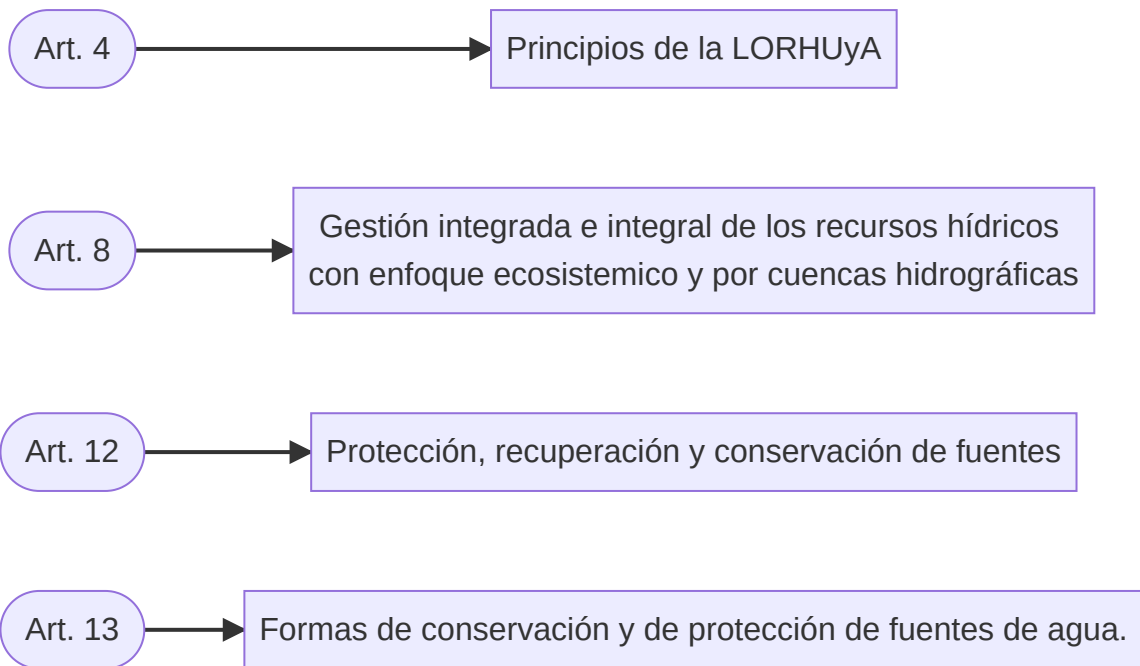 Art. 4
Principios de la LORHUyA
Art. 8
Gestión integrada e integral de los recursos hídricos
con enfoque ecosistemico y por cuencas hidrográficas
Art. 12
Protección, recuperación y conservación de fuentes
Art. 13
Formas de conservación y de protección de fuentes de agua.